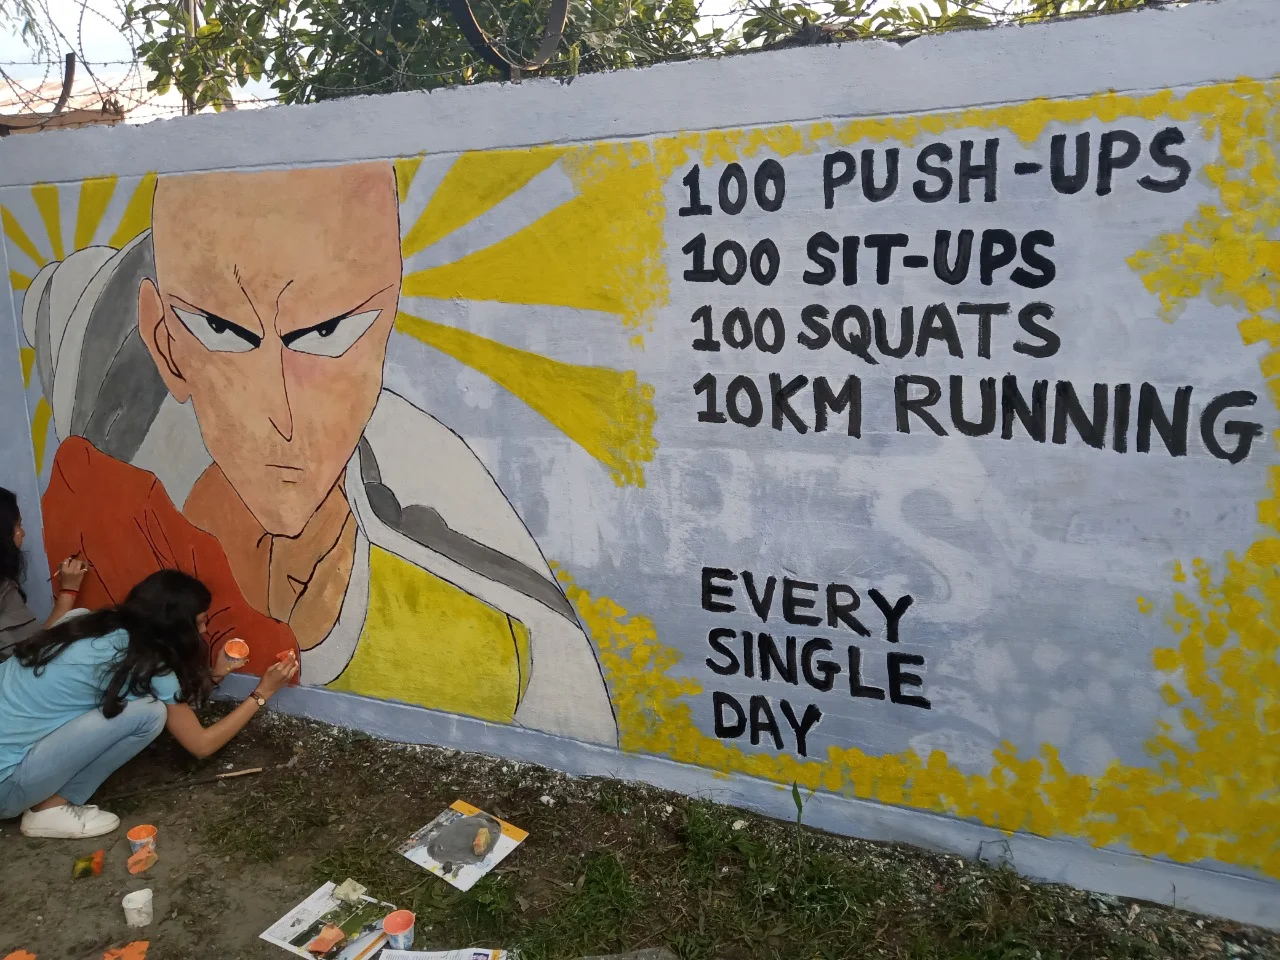 100 PUSH-UPS
100 SIT-UPS
100 SQUATS
10KM RUNNING
EVERY
SINGLE
DAY